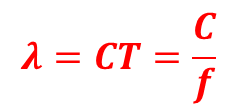 λ = CT = C/f